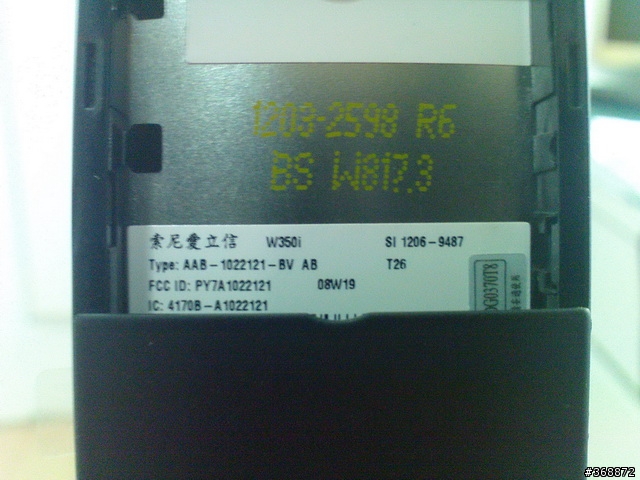 1203-2598 R6
BS W817.3
索尼愛立信 W350i SI 1206-9487
Type: AAB-1022121-BV AB T26
FCC ID: PY7A1022121 08W19
IC: 4170B-A1022121
#368872